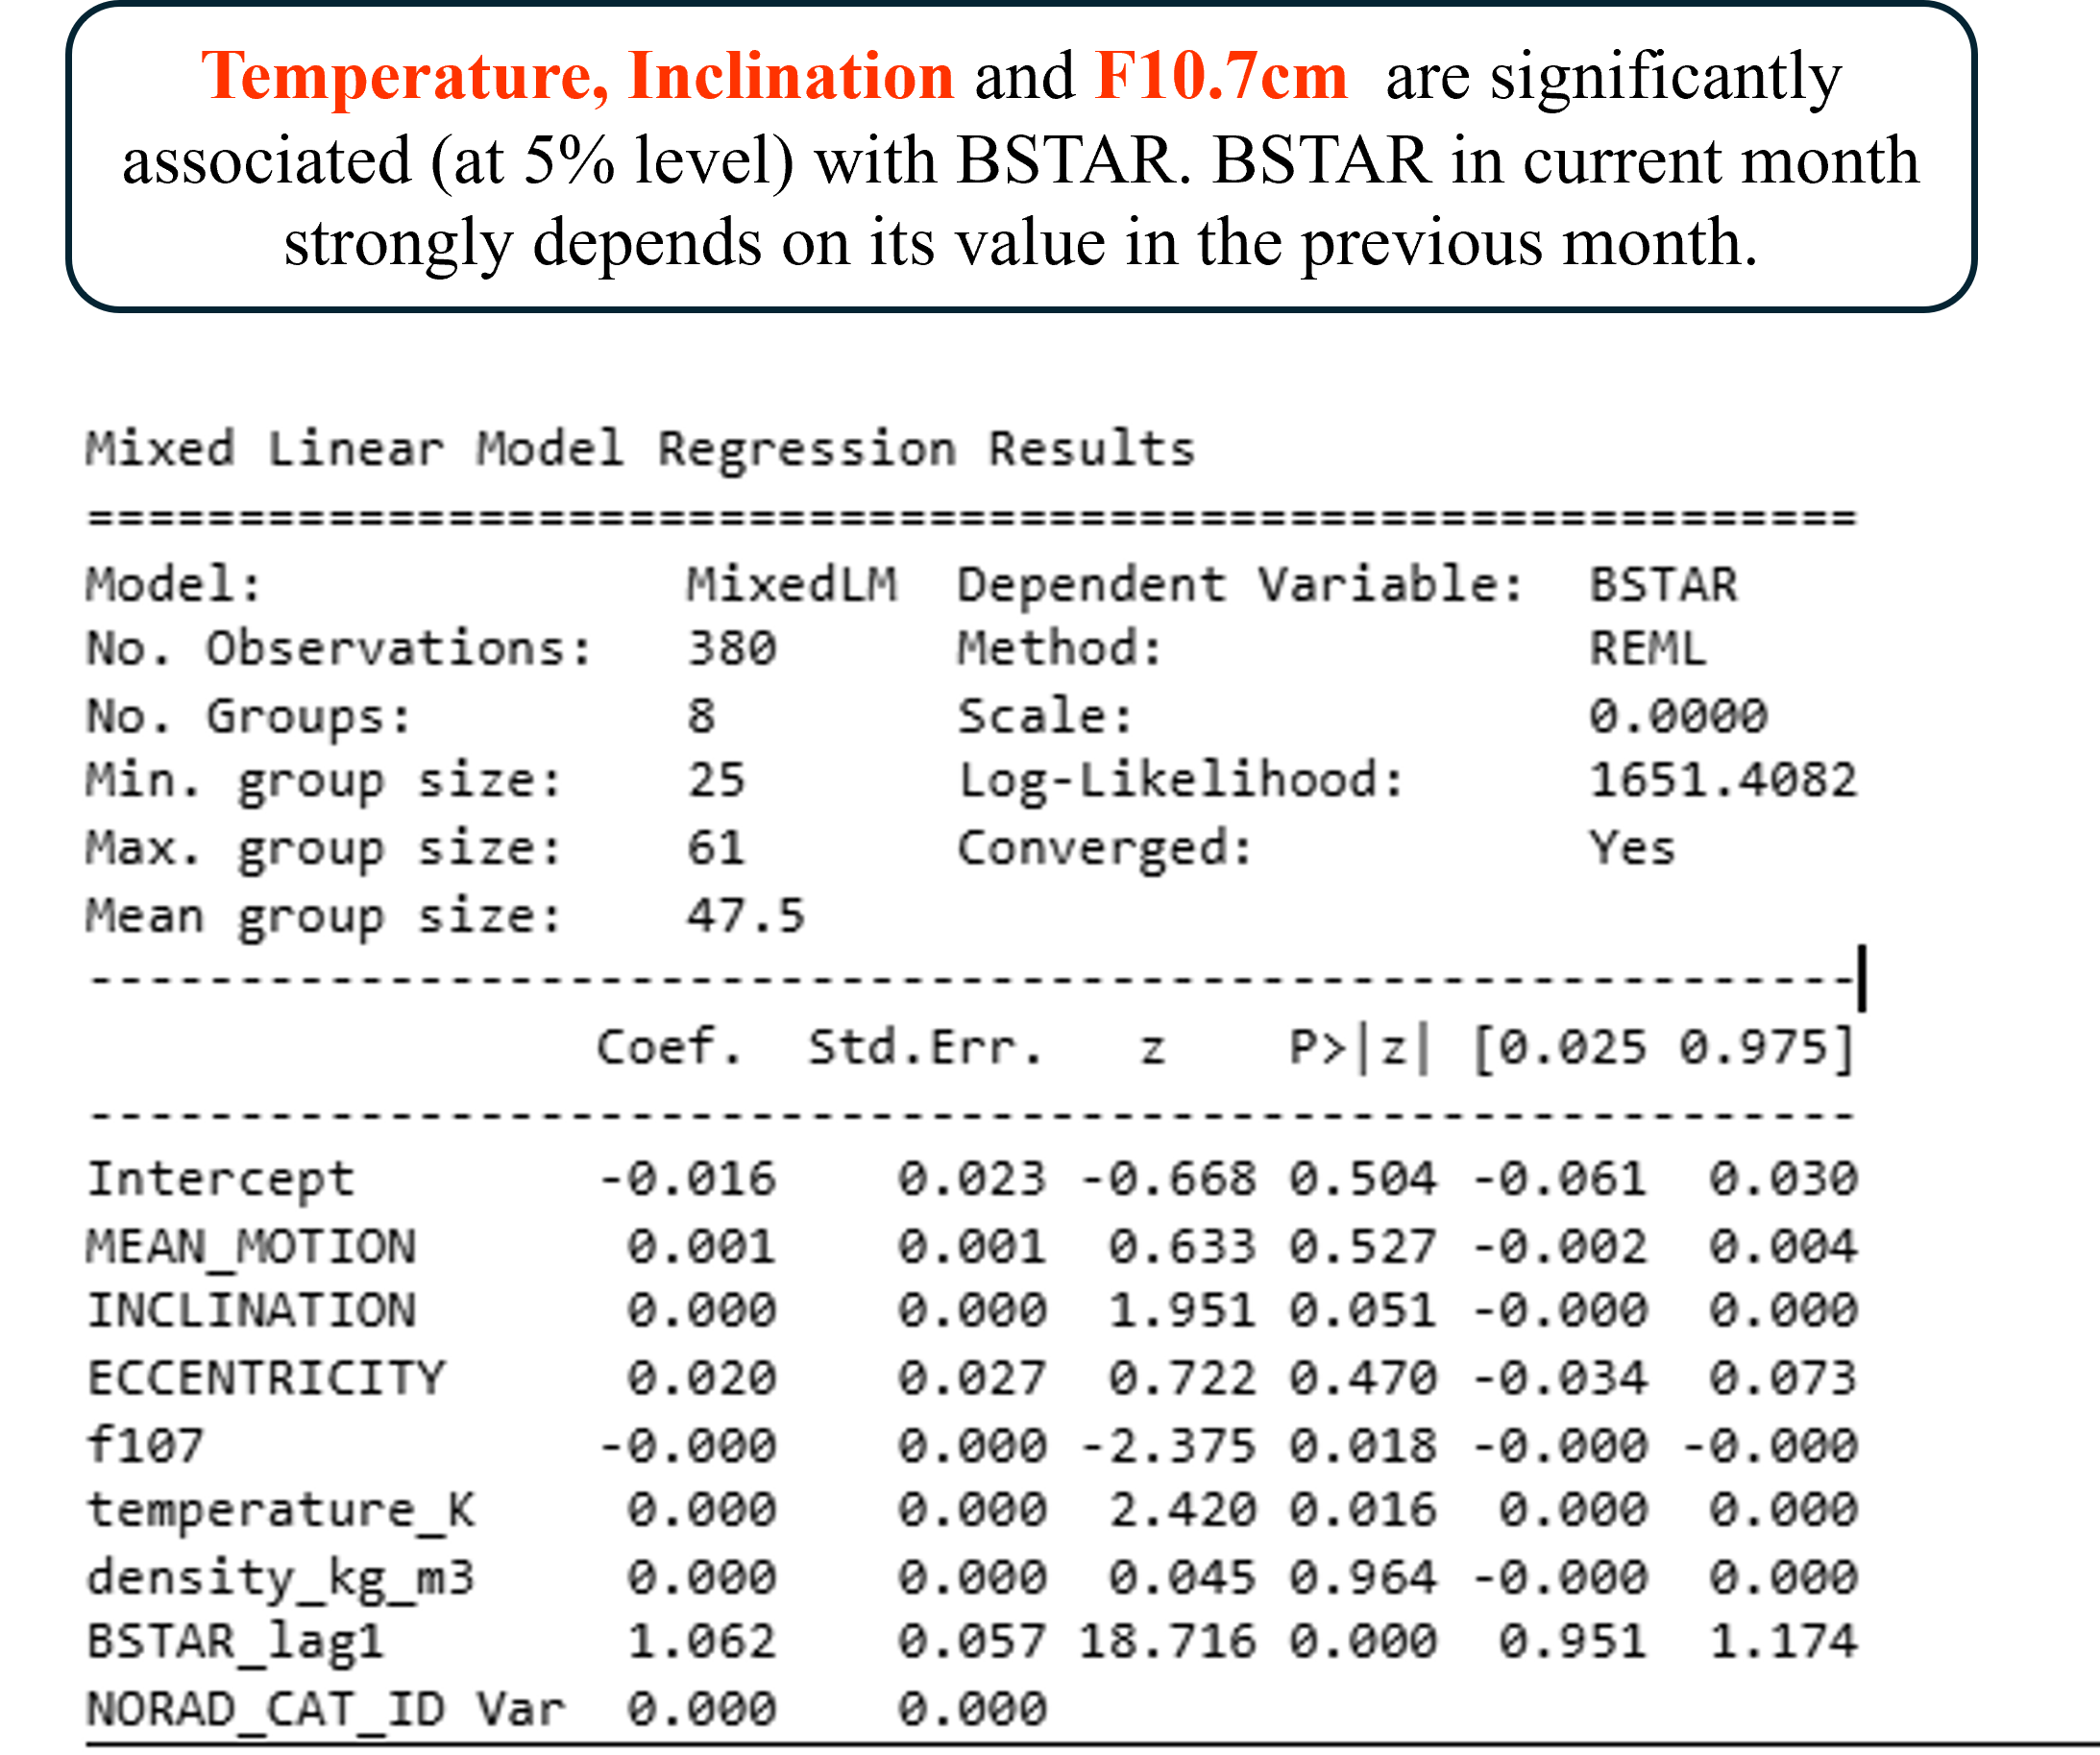 Temperature, Inclination and F10.7cm are significantly
associated (at 5% level) with BSTAR. BSTAR in current month
strongly depends on its value in the previous month.
Mixed Linear Model Regression Results
===========================================================
Model: MixedLM Dependent Variable: BSTAR
No. Observations: 380 Method: REML
No. Groups: 8 Scale: 0.0000
Min. group size: 25 Log-Likelihood: 1651.4082
Max. group size: 61 Converged: Yes
Mean group size: 47.5
-----------------------------------------------------------
Coef. Std.Err. z P>|z| [0.025 0.975]
-----------------------------------------------------------
Intercept -0.016 0.023 -0.668 0.504 -0.061 0.030
MEAN_MOTION 0.001 0.001 0.633 0.527 -0.002 0.004
INCLINATION 0.000 0.000 1.951 0.051 -0.000 0.000
ECCENTRICITY 0.020 0.027 0.722 0.470 -0.034 0.073
f107 -0.000 0.000 -2.375 0.018 -0.000 -0.000
temperature_K 0.000 0.000 2.420 0.016 0.000 0.000
density_kg_m3 0.000 0.000 0.045 0.964 -0.000 0.000
BSTAR_lag1 1.062 0.057 18.716 0.000 0.951 1.174
NORAD_CAT_ID Var 0.000 0.000